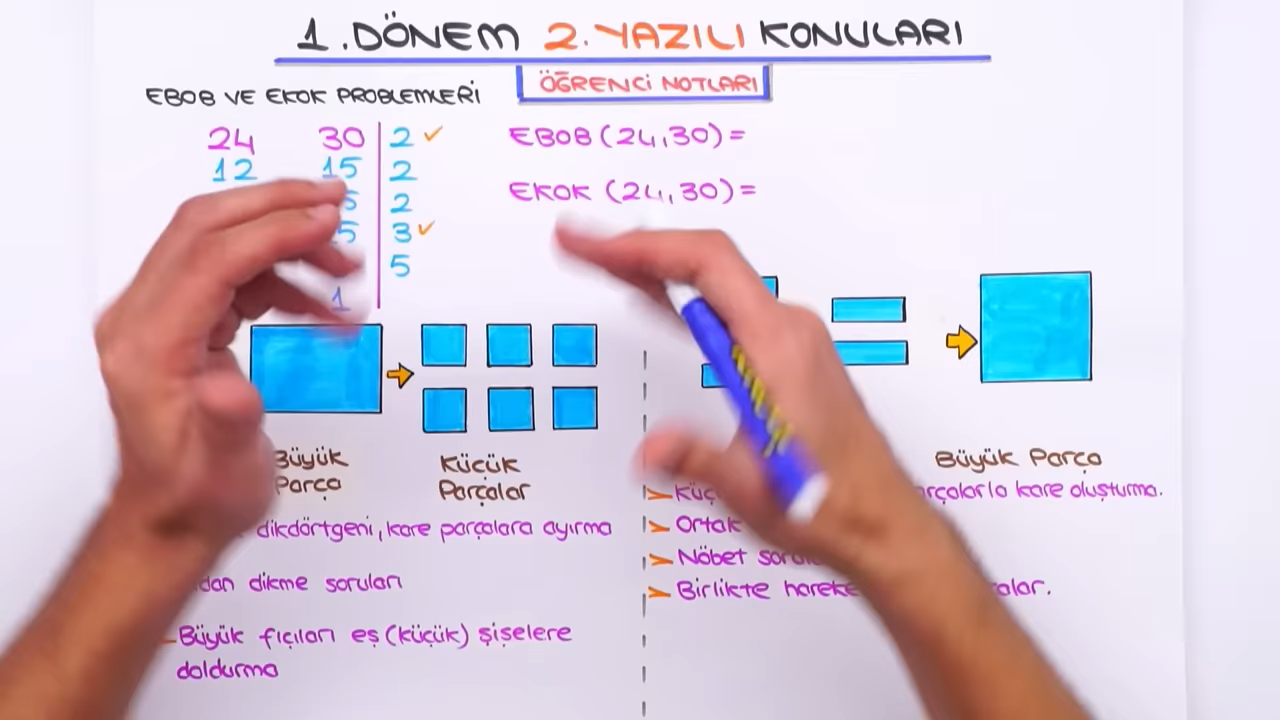 1. DÖNEM 2. YAZILI KONULARI
ÖĞRENCİ NOTLARI
EBOB VE EKOK PROBLEMLERİ
24 30 2 ✓
12 15 2
2
3 ✓
5
1
EBOB (24,30) =
EKOK (24,30) =
BÜYÜK Parça
KÜÇÜK Parçalar
dikdörtgeni, kare parçalara ayırma
dikme soruları
Büyük fıçıları eş (küçük) şişelere
doldurma
BÜYÜK Parça
kare oluşturma.
Ortak
Nöbet
Birlikte